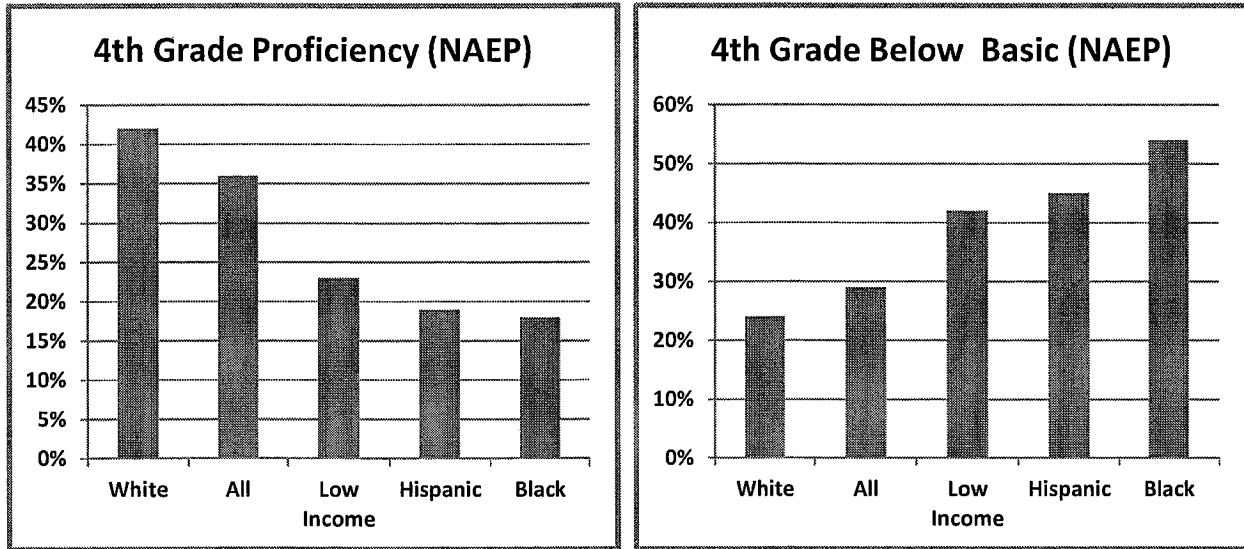 4th Grade Proficiency (NAEP)
45%
40%
35%
30%
25%
20%
15%
10%
5%
0%
White All Low Hispanic Black
Income
4th Grade Below Basic (NAEP)
60%
50%
40%
30%
20%
10%
0%
White All Low Hispanic Black
Income